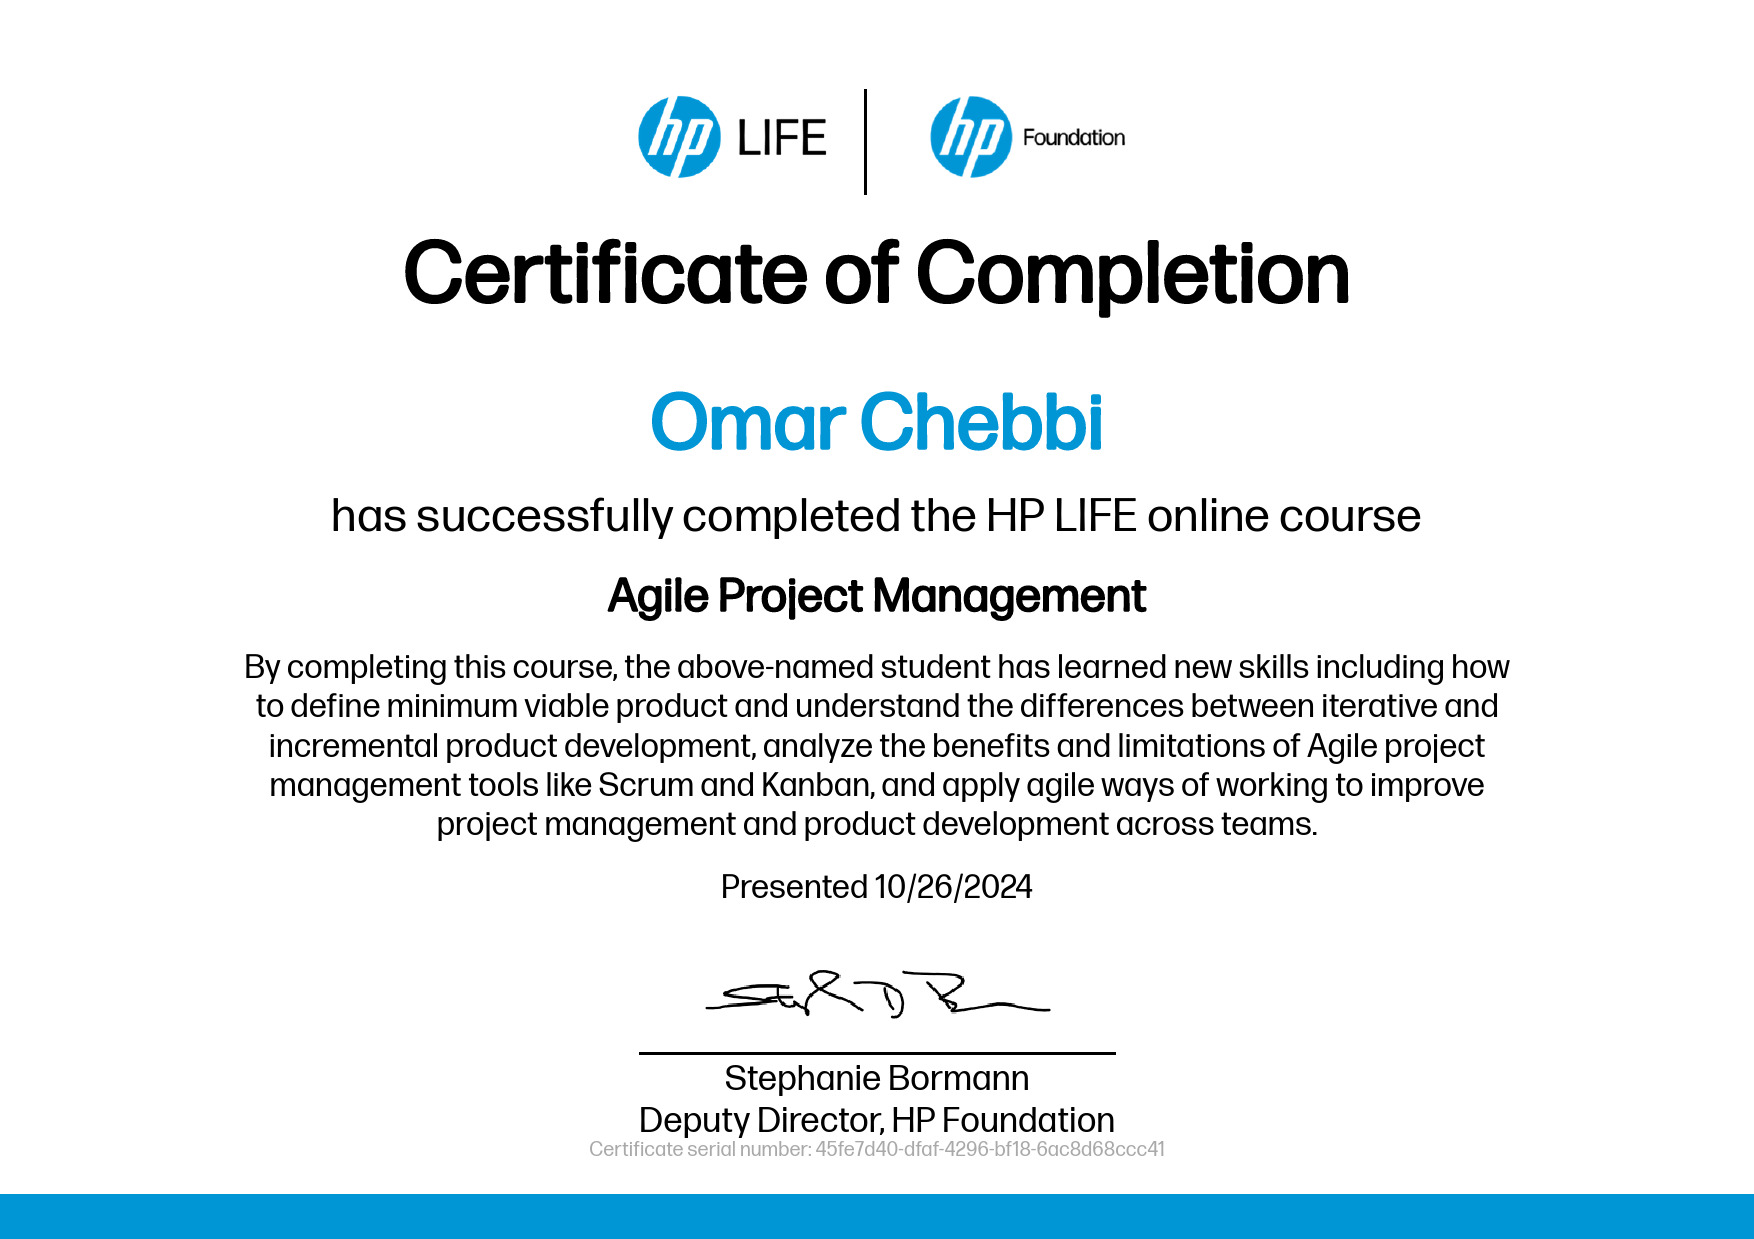 hp LIFE
hp Foundation
Certificate of Completion
Omar Chebbi
has successfully completed the HP LIFE online course
Agile Project Management
By completing this course, the above-named student has learned new skills including how
to define minimum viable product and understand the differences between iterative and
incremental product development, analyze the benefits and limitations of Agile project
management tools like Scrum and Kanban, and apply agile ways of working to improve
project management and product development across teams.
Presented 10/26/2024
Stephanie Bormann
Deputy Director, HP Foundation
Certificate serial number: 45fe7d40-dfaf-4296-bf18-6ac8d68ccc41